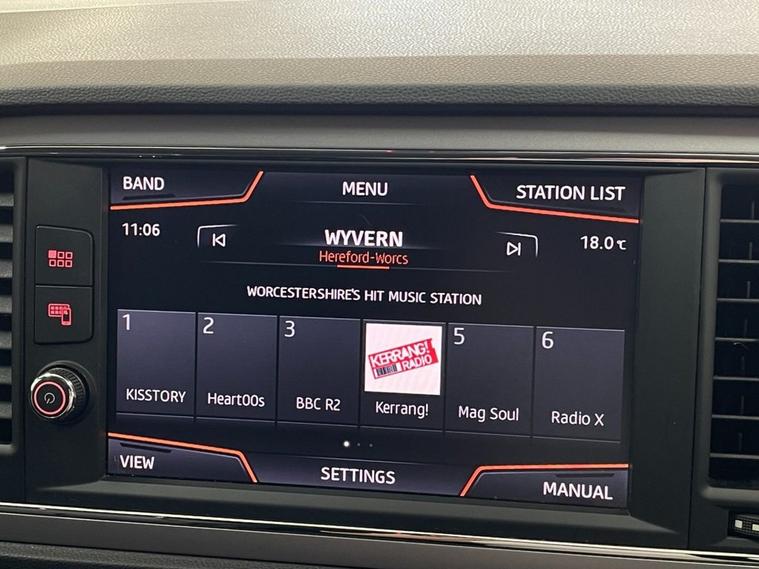 BAND
MENU
STATION LIST
11:06
WYVERN
18.0°C
Hereford-Worcs
WORCESTERSHIRE'S HIT MUSIC STATION
1
2
3
5
6
KERRANG!
RADIO
KISSTORY
Heart00s
BBC R2
Kerrang!
Mag Soul
Radio X
VIEW
SETTINGS
MANUAL